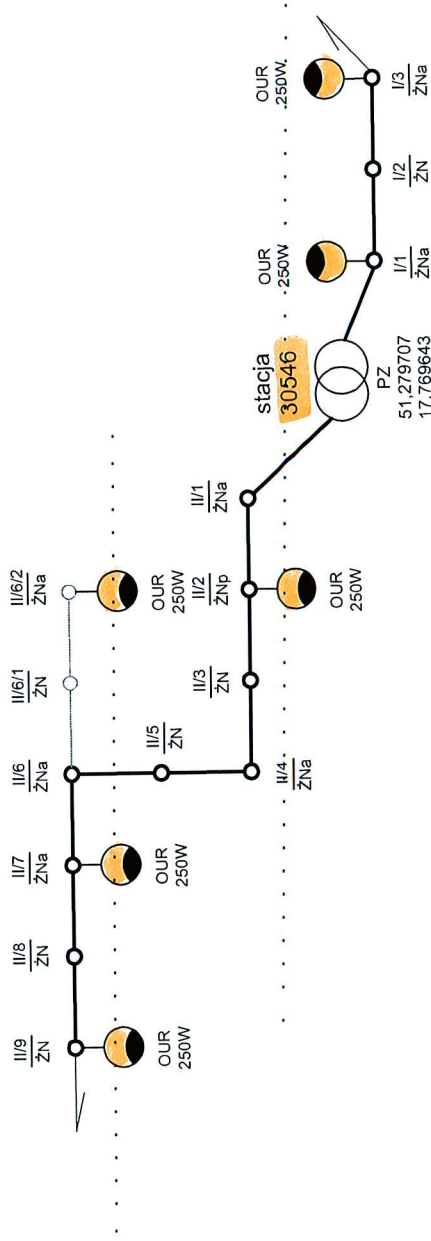 II/9
ŻN
II/8
ŻN
II/7
ŻNa
II/6
ŻNa
II/6/1
ŻN
II/6/2
ŻNa
OUR
250W
OUR
250W
OUR
250W
II/5
ŻN
II/4
ŻNa
II/3
ŻN
II/2
ŻNp
II/1
ŻNa
OUR
250W
stacja
30546
PZ
51,279707
17,769643
OUR
250W
OUR
250W
I/1
ŻNa
I/2
ŻN
I/3
ŻNa